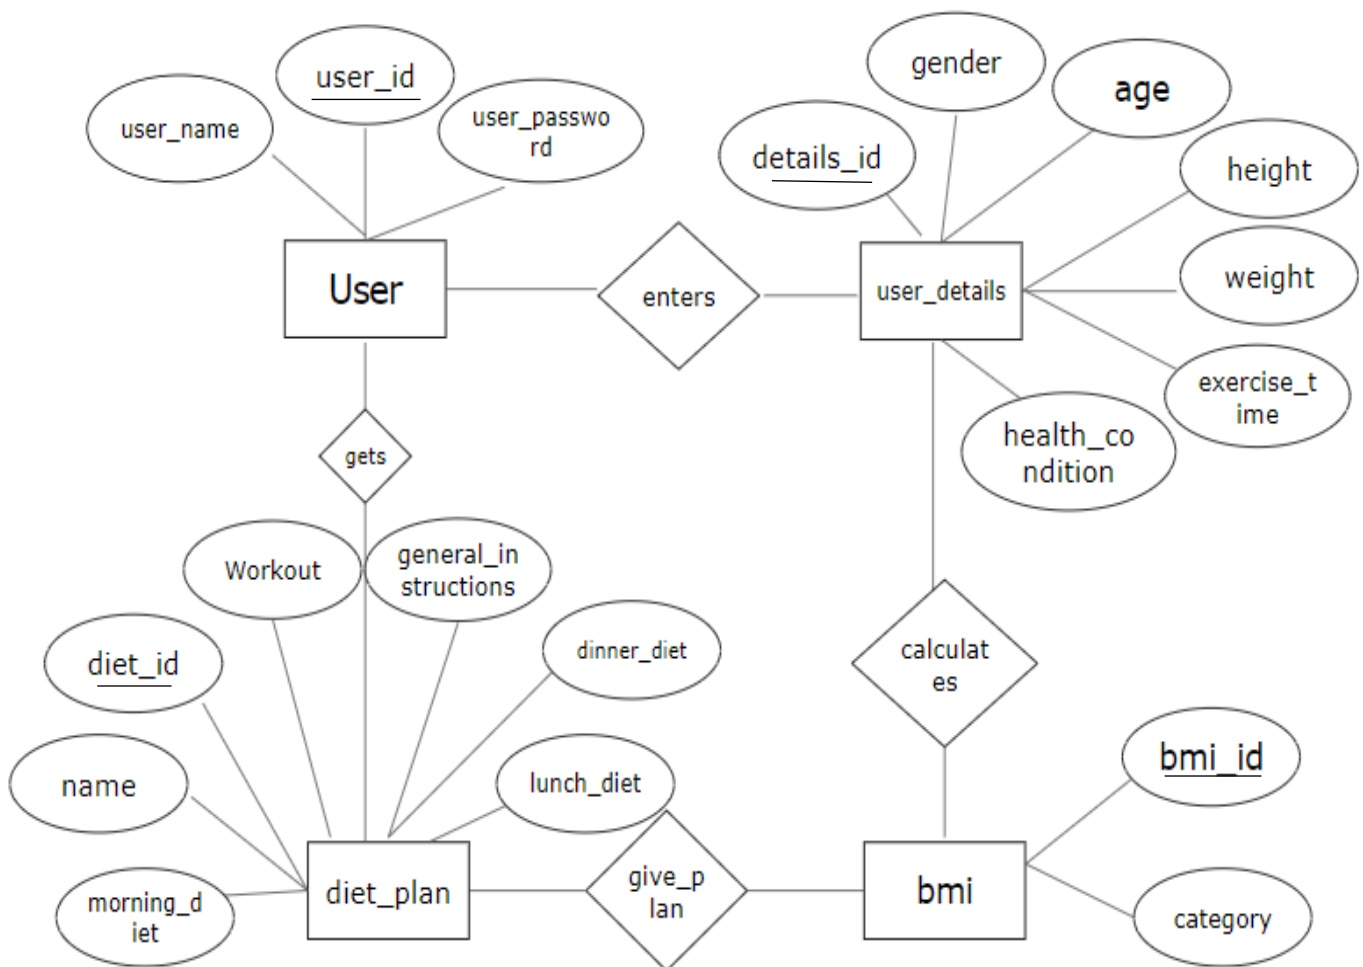 gender
user_id
age
user_name
user_passwo
rd
details_id
height
User
enters
user_details
weight
exercise_t
ime
health_co
ndition
gets
Workout
general_in
structions
diet_id
dinner_diet
calculat
es
name
lunch_diet
bmi_id
morning_d
iet
diet_plan
give_p
lan
bmi
category